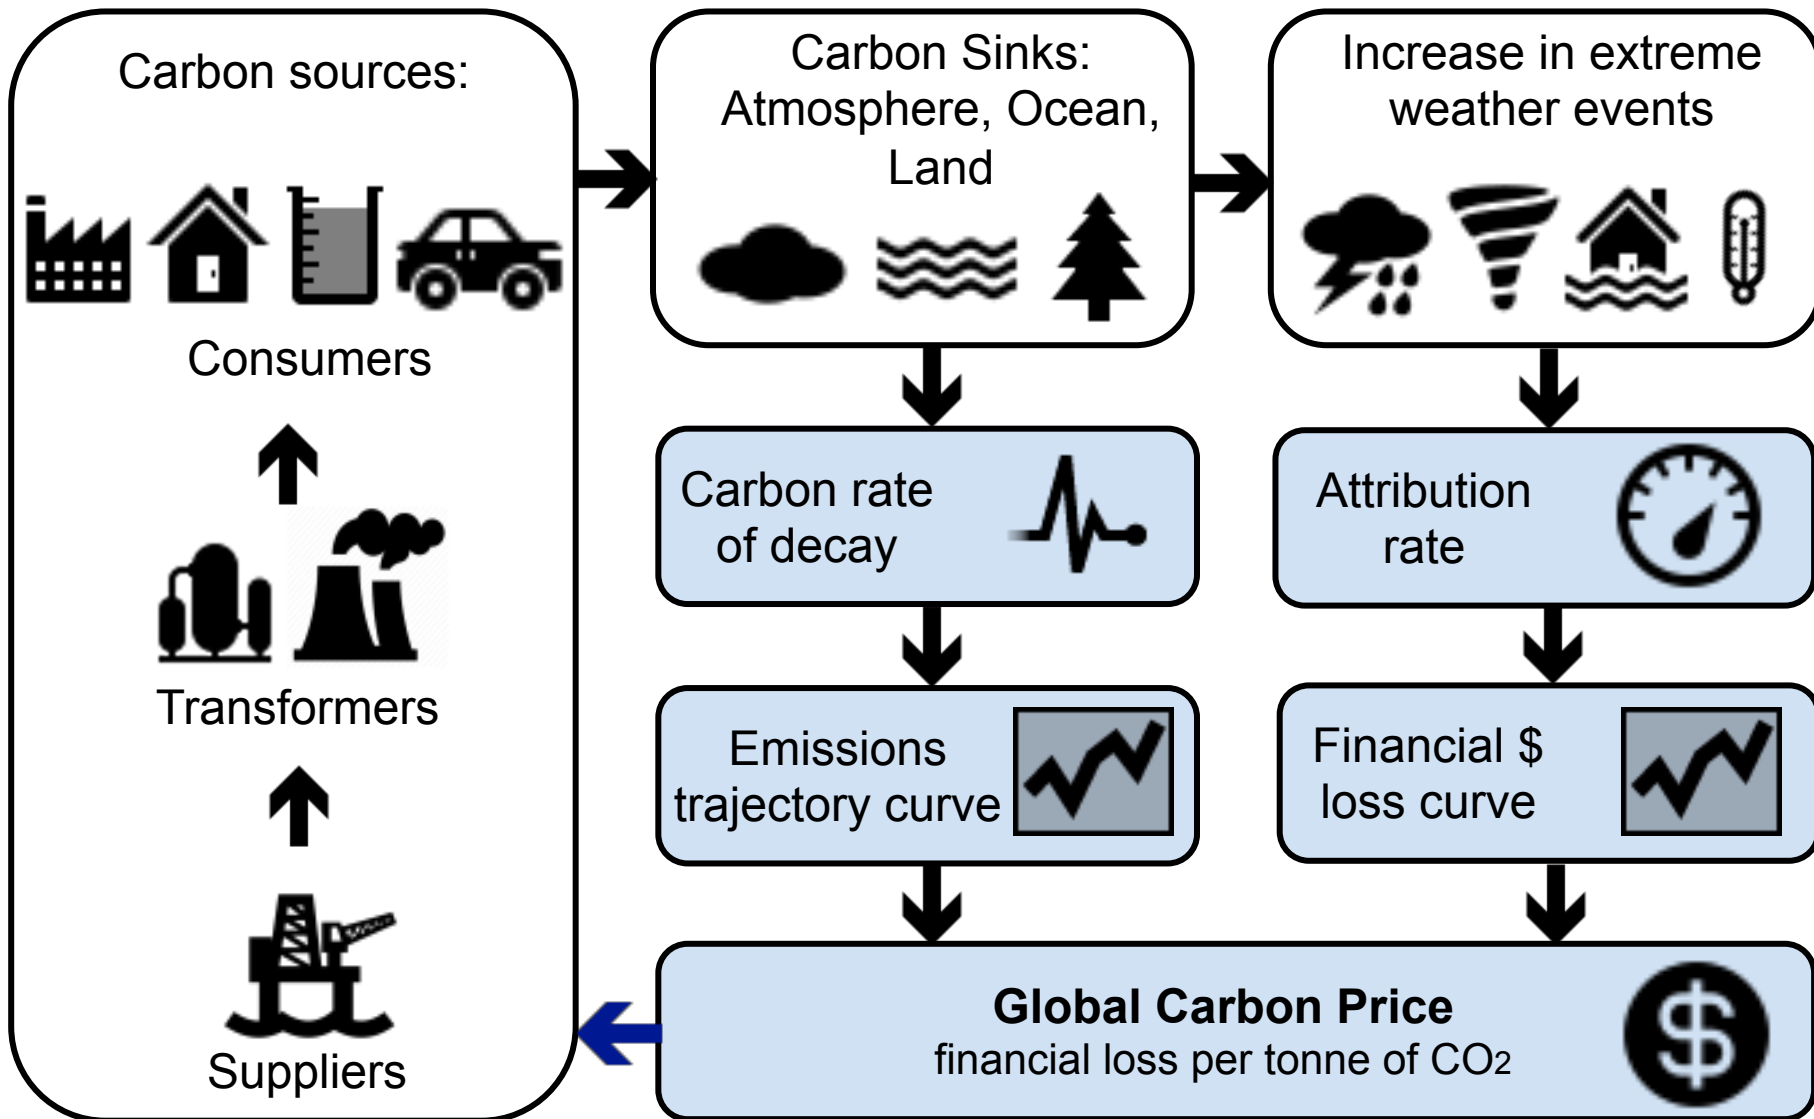 Carbon sources:
Consumers
Transformers
Suppliers
Carbon Sinks:
Atmosphere, Ocean,
Land
Increase in extreme
weather events
Carbon rate
of decay
Attribution
rate
Emissions
trajectory curve
Financial $
loss curve
Global Carbon Price
financial loss per tonne of CO2
$